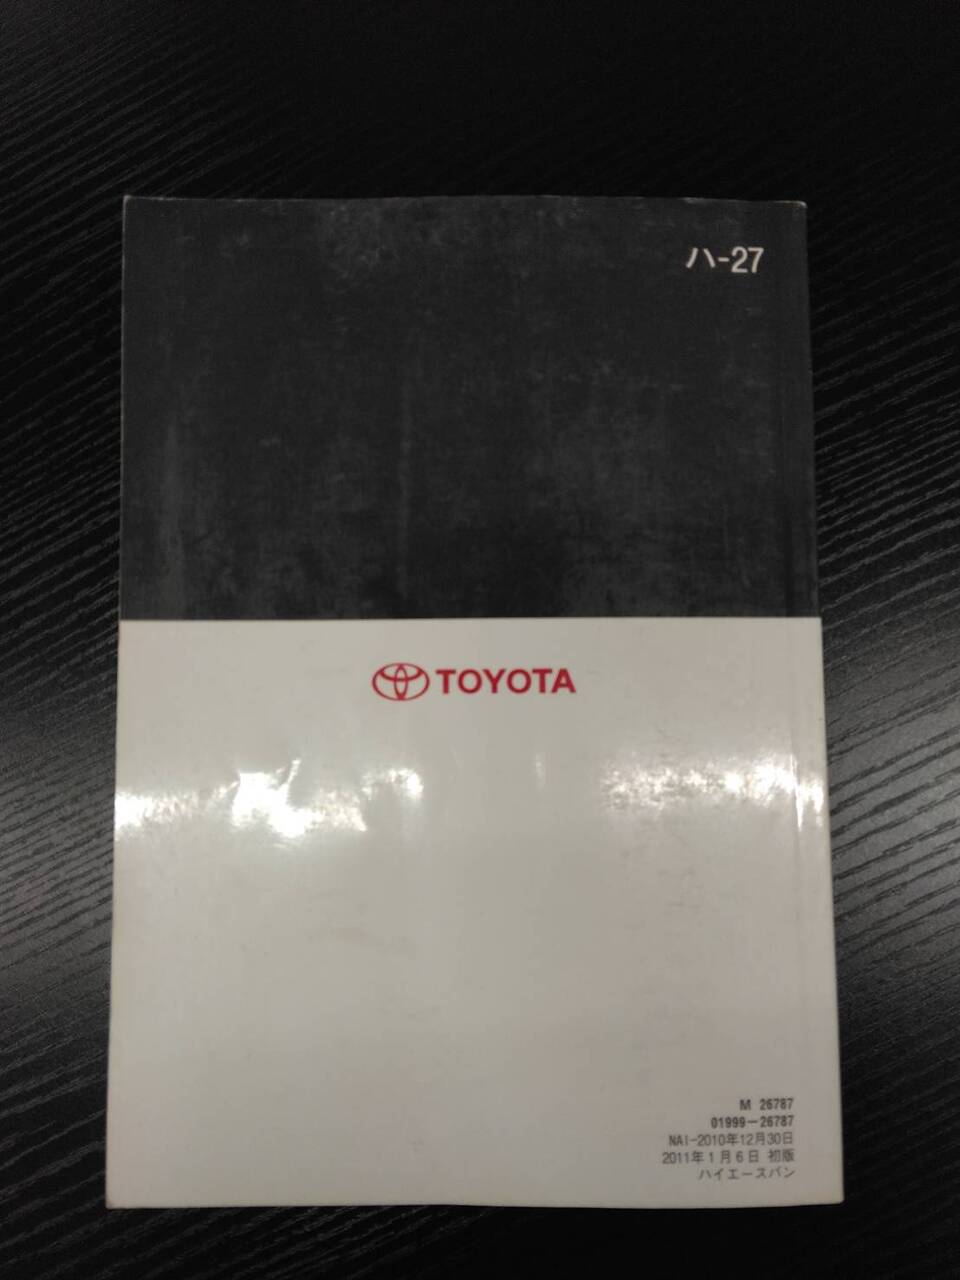 ハ-27
TOYOTA
M 26787
01999-26787
NAI-2010年12月30日
2011年1月6日 初版
ハイエースバン